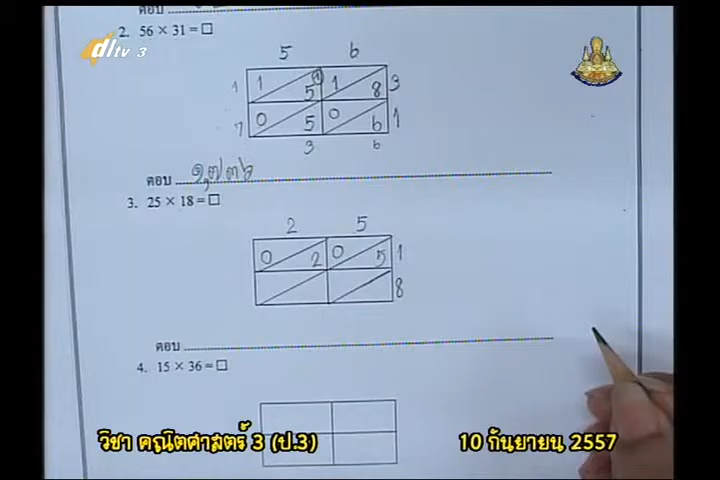 ตอบ
2. 56 × 31 = □
dltv 3
5 6
1 1 5 1 1 8 3
7 0 5 0 6 1
3 6
ตอบ ๑,๗๓๖
3. 25 × 18 = □
2 5
0 2 0 5 1
8
ตอบ
4. 15 × 36 = □
วิชา คณิตศาสตร์ 3 (ป.3) 10 กันยายน 2557